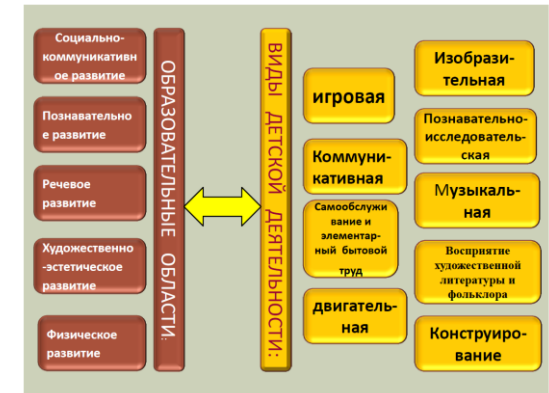 Социально-
коммуникативн
ое развитие
Познавательно
е развитие
Речевое
развитие
Художественно
-эстетическое
развитие
Физическое
развитие
ОБРАЗОВАТЕЛЬНЫЕ ОБЛАСТИ:
ВИДЫ ДЕТСКОЙ ДЕЯТЕЛЬНОСТИ:
игровая
Коммуни-
кативная
Самообслужи
вание и
элементар-
ный бытовой
труд
двигатель-
ная
Изобрази-
тельная
Познавательно-
исследователь-
ская
Музыкаль-
ная
Восприятие
художественной
литературы и
фольклора
Конструиро-
вание